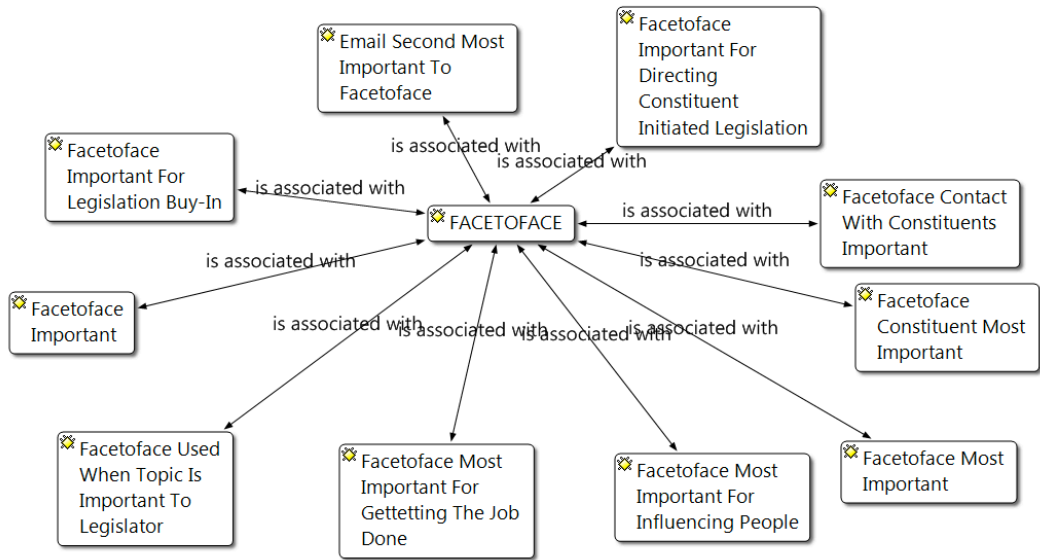 Email Second Most
Important To
Facetoface
Facetoface
Important For
Directing
Constituent
Initiated Legislation
is associated with
is associated with
Facetoface
Important For
Legislation Buy-In
is associated with
FACETOFACE
is associated with
Facetoface Contact
With Constituents
Important
is associated with
is associated with
Facetoface
Important
Facetoface
Constituent Most
Important
is associated with
is associated with
is associated with
is associated with
Facetoface Used
When Topic Is
Important To
Legislator
Facetoface Most
Important For
Gettetting The Job
Done
Facetoface Most
Important For
Influencing People
Facetoface Most
Important